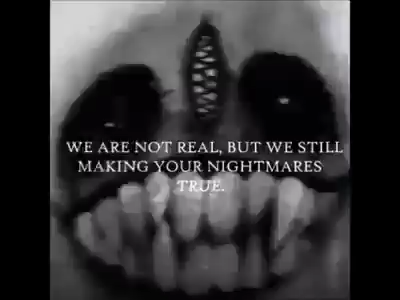 WE ARE NOT REAL, BUT WE STILL
MAKING YOUR NIGHTMARES
TRUE.